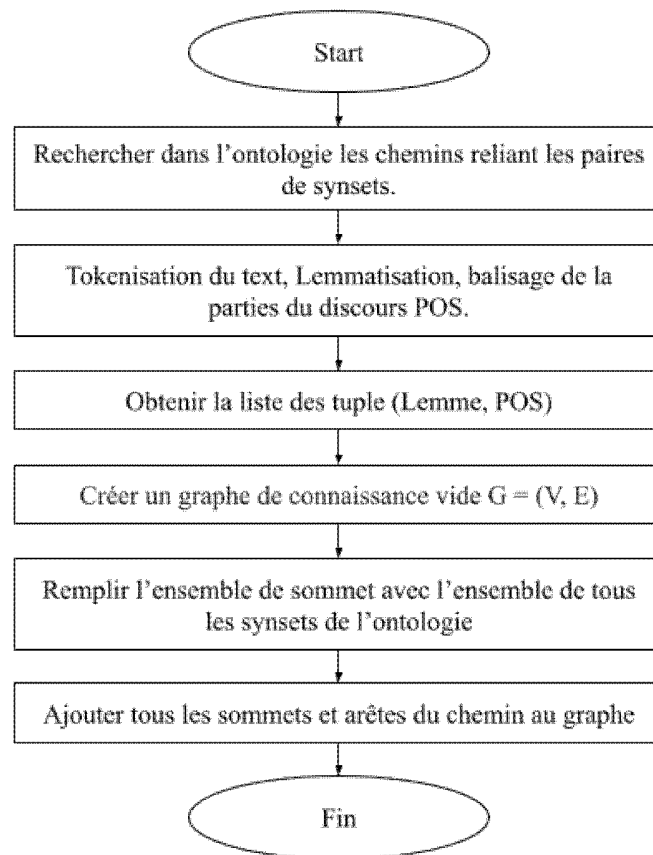 Start
Rechercher dans l'ontologie les chemins reliant les paires
de synsets.
Tokenisation du text, Lemmatisation, balisage de la
parties du discours POS.
Obtenir la liste des tuple (Lemme, POS)
Créer un graphe de connaissance vide G = (V, E)
Remplir l'ensemble de sommet avec l'ensemble de tous
les synsets de l'ontologie
Ajouter tous les sommets et arêtes du chemin au graphe
Fin